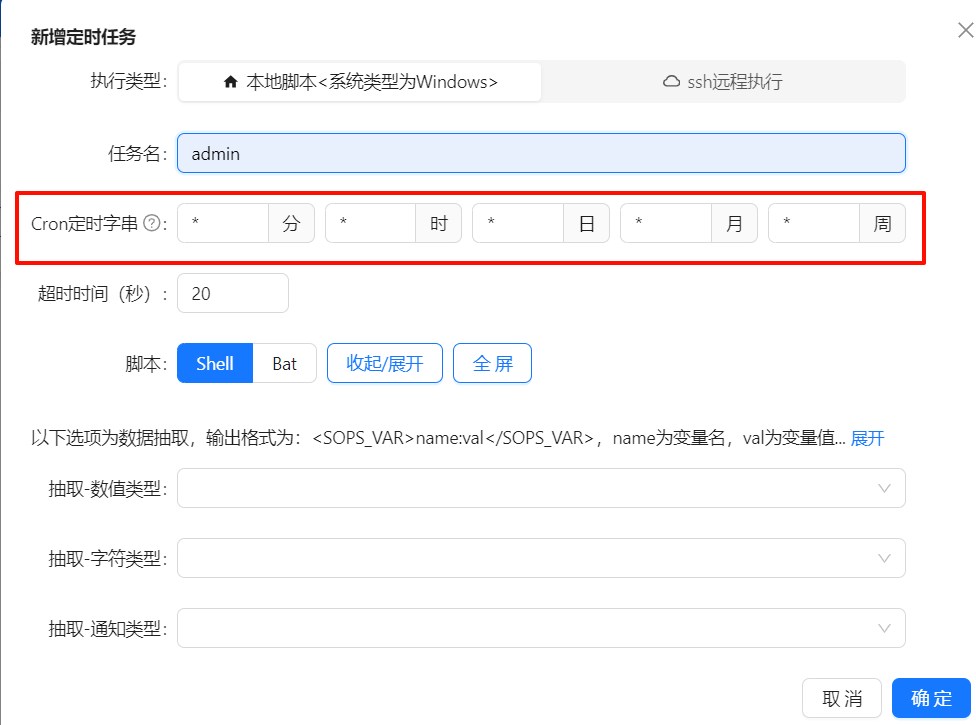 新增定时任务
执行类型: 本地脚本<系统类型为Windows> ssh远程执行
任务名: admin
Cron定时字串?: * 分 * 时 * 日 * 月 * 周
超时时间（秒）: 20
脚本: Shell Bat 收起/展开 全屏
以下选项为数据抽取，输出格式为：<SOPS_VAR>name:val</SOPS_VAR>，name为变量名，val为变量值... 展开
抽取-数值类型:
抽取-字符类型:
抽取-通知类型:
取消 确定